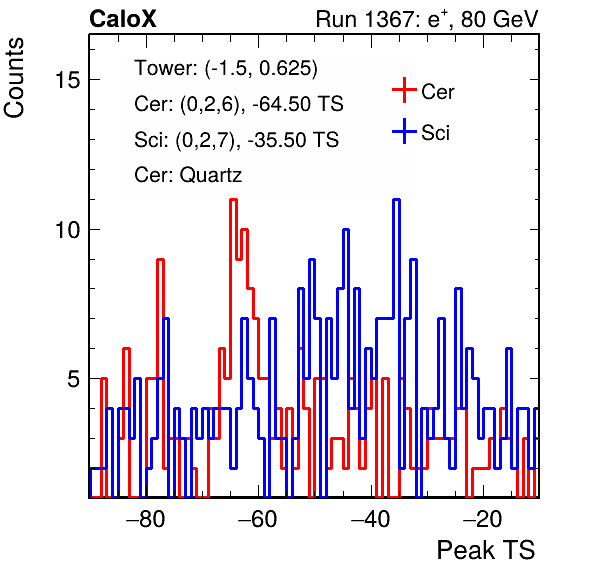 CaloX Run 1367: e⁺, 80 GeV
Counts
Tower: (-1.5, 0.625)
Cer: (0,2,6), -64.50 TS
Sci: (0,2,7), -35.50 TS
Cer: Quartz
Cer
Sci
15
10
5
−80 −60 −40 −20
Peak TS